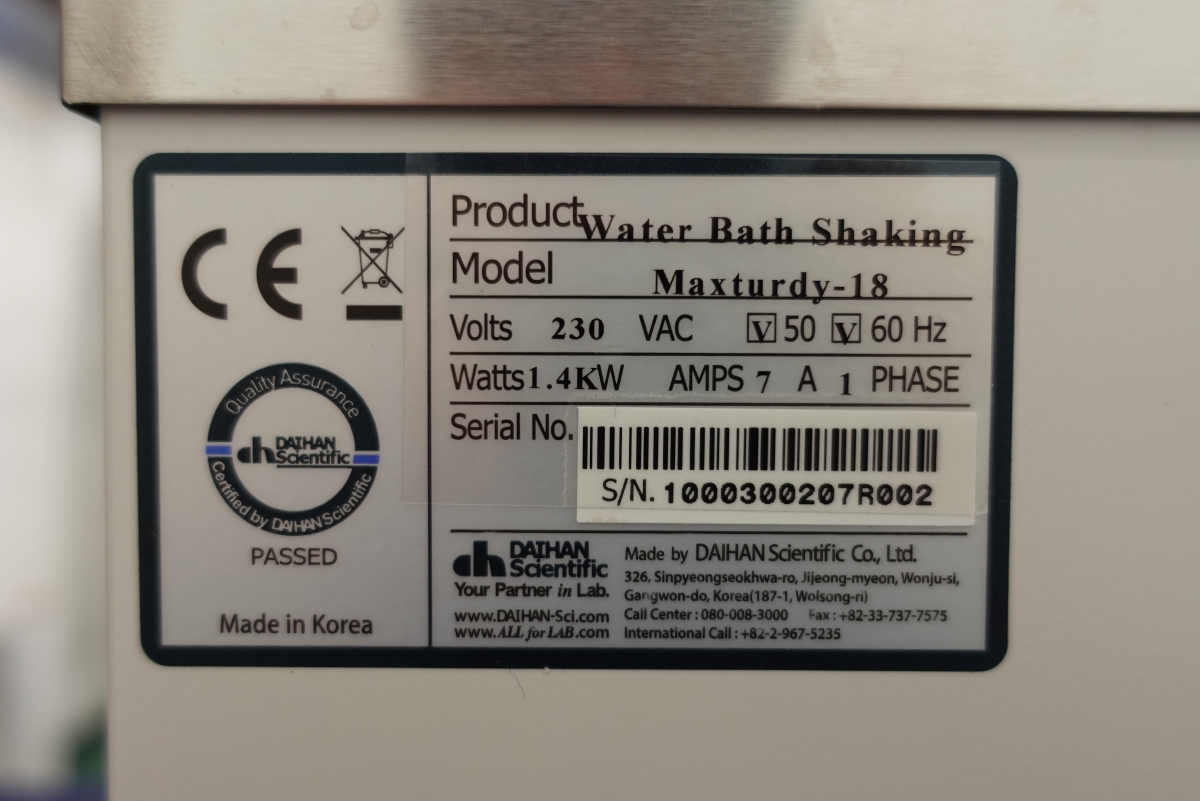 CE
Quality Assurance
DAIHAN
Scientific
Certified by DAIHAN Scientific
PASSED
Made in Korea
Product Water Bath Shaking
Model Maxturdy-18
Volts 230 VAC V 50 V 60 Hz
Watts 1.4KW AMPS 7 A 1 PHASE
Serial No.
S/N. 1000300207R002
dh DAIHAN
Scientific
Your Partner in Lab.
www.DAIHAN-Sci.com
www.ALL for LAB.com
Made by DAIHAN Scientific Co., Ltd.
326, Sinpyeongseokhwa-ro, Jijeong-myeon, Wonju-si,
Gangwon-do, Korea(187-1, Wolsong-ri)
Call Center : 080-008-3000 Fax : +82-33-737-7575
International Call : +82-2-967-5235